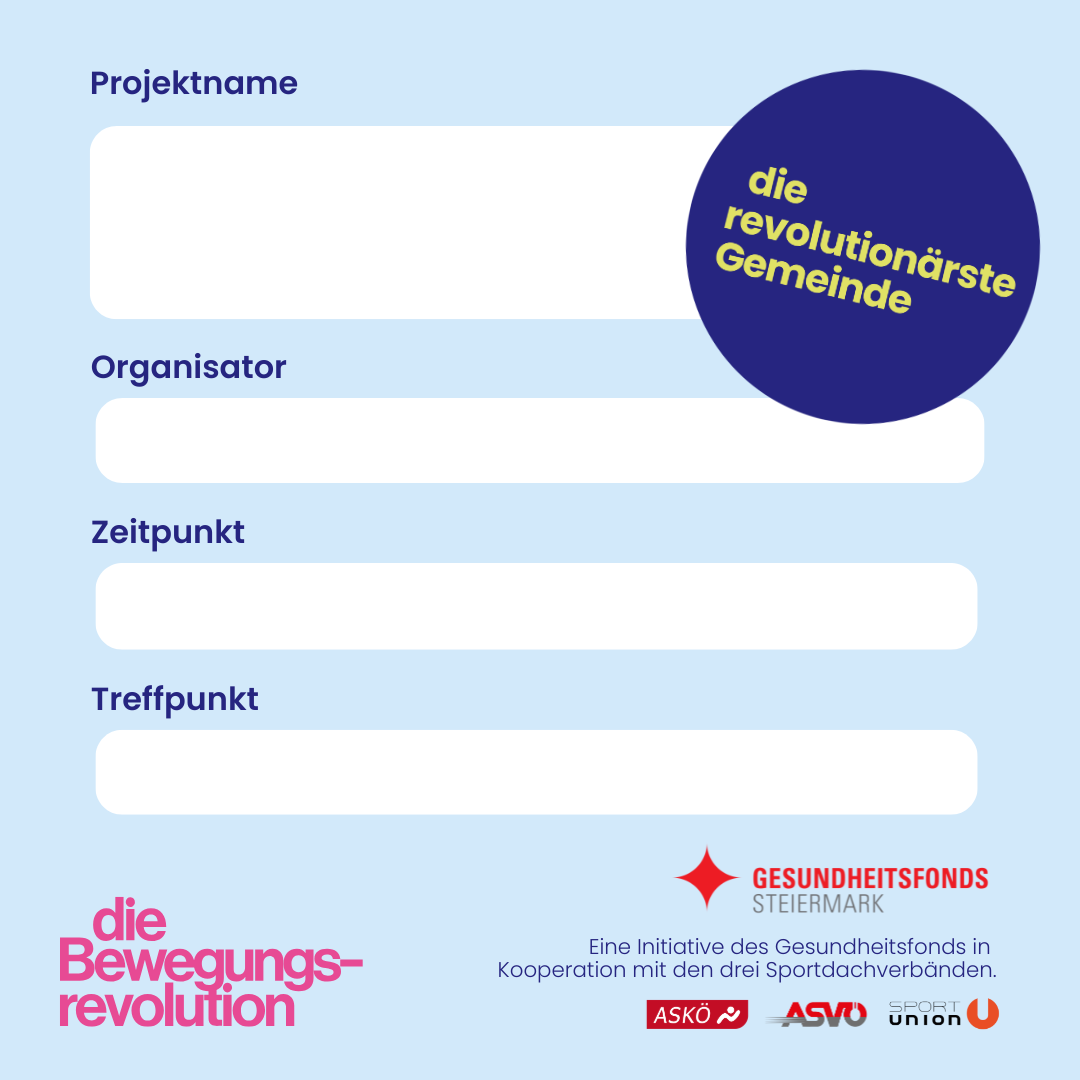 Projektname
die
revolutionärste
Gemeinde
Organisator
Zeitpunkt
Treffpunkt
GESUNDHEITSFONDS
STEIERMARK
die
Bewegungs-
revolution
Eine Initiative des Gesundheitsfonds in
Kooperation mit den drei Sportdachverbänden.
ASKÖ
ASVÖ
SPORT
union